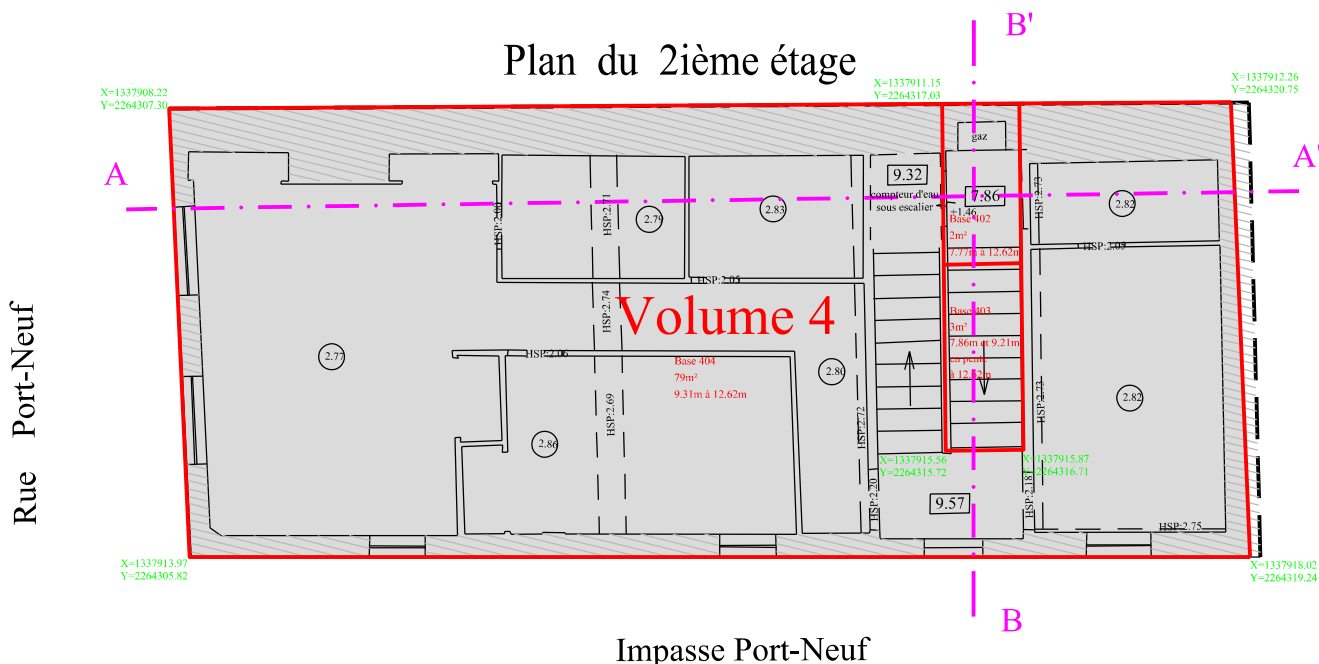 B'
Plan du 2ième étage
X=1337908.22
Y=2264307.30
X=1337911.15
Y=2264317.03
X=1337912.26
Y=2264320.75
gaz
A
A'
9.32
compteur d'eau
sous escalier
7.86
+1.46
HSP:2.73
2.82
HSP:2.71
2.79
2.83
Base 402
2m²
7.77m à 12.62m
HSP:2.05
HSP:2.74
Volume 4
Base 403
3m²
7.86m et 9.21m
en pente
à 12.62m
Rue Port-Neuf
2.77
HSP:2.06
Base 404
79m²
9.31m à 12.62m
2.80
HSP:2.69
HSP:2.72
HSP:2.73
2.82
2.86
X=1337915.56
Y=2264315.72
X=1337915.87
Y=2264316.71
HSP:2.20
9.57
HSP:2.18
HSP:2.75
X=1337913.97
Y=2264305.82
X=1337918.02
Y=2264319.24
B
Impasse Port-Neuf